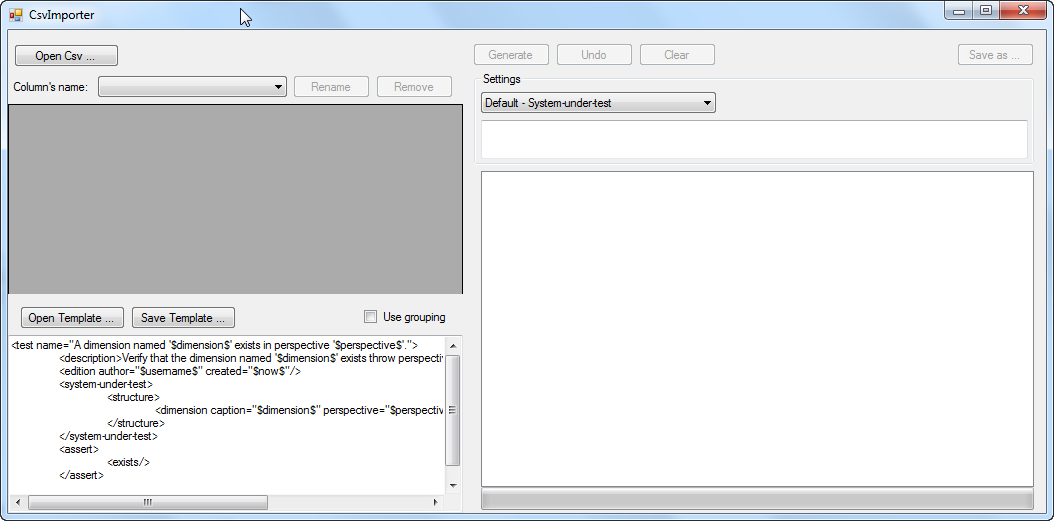 CsvImporter
Open Csv ...
Column's name:
Rename
Remove
Generate
Undo
Clear
Save as ...
Settings
Default - System-under-test
Open Template ...
Save Template ...
Use grouping
<test name="A dimension named '$dimension$' exists in perspective '$perspective$'.">
<description>Verify that the dimension named '$dimension$' exists throw perspectiv
<edition author="$username$" created="$now$"/>
<system-under-test>
<structure>
<dimension caption="$dimension$" perspective="$perspectiv
</structure>
</system-under-test>
<assert>
<exists/>
</assert>